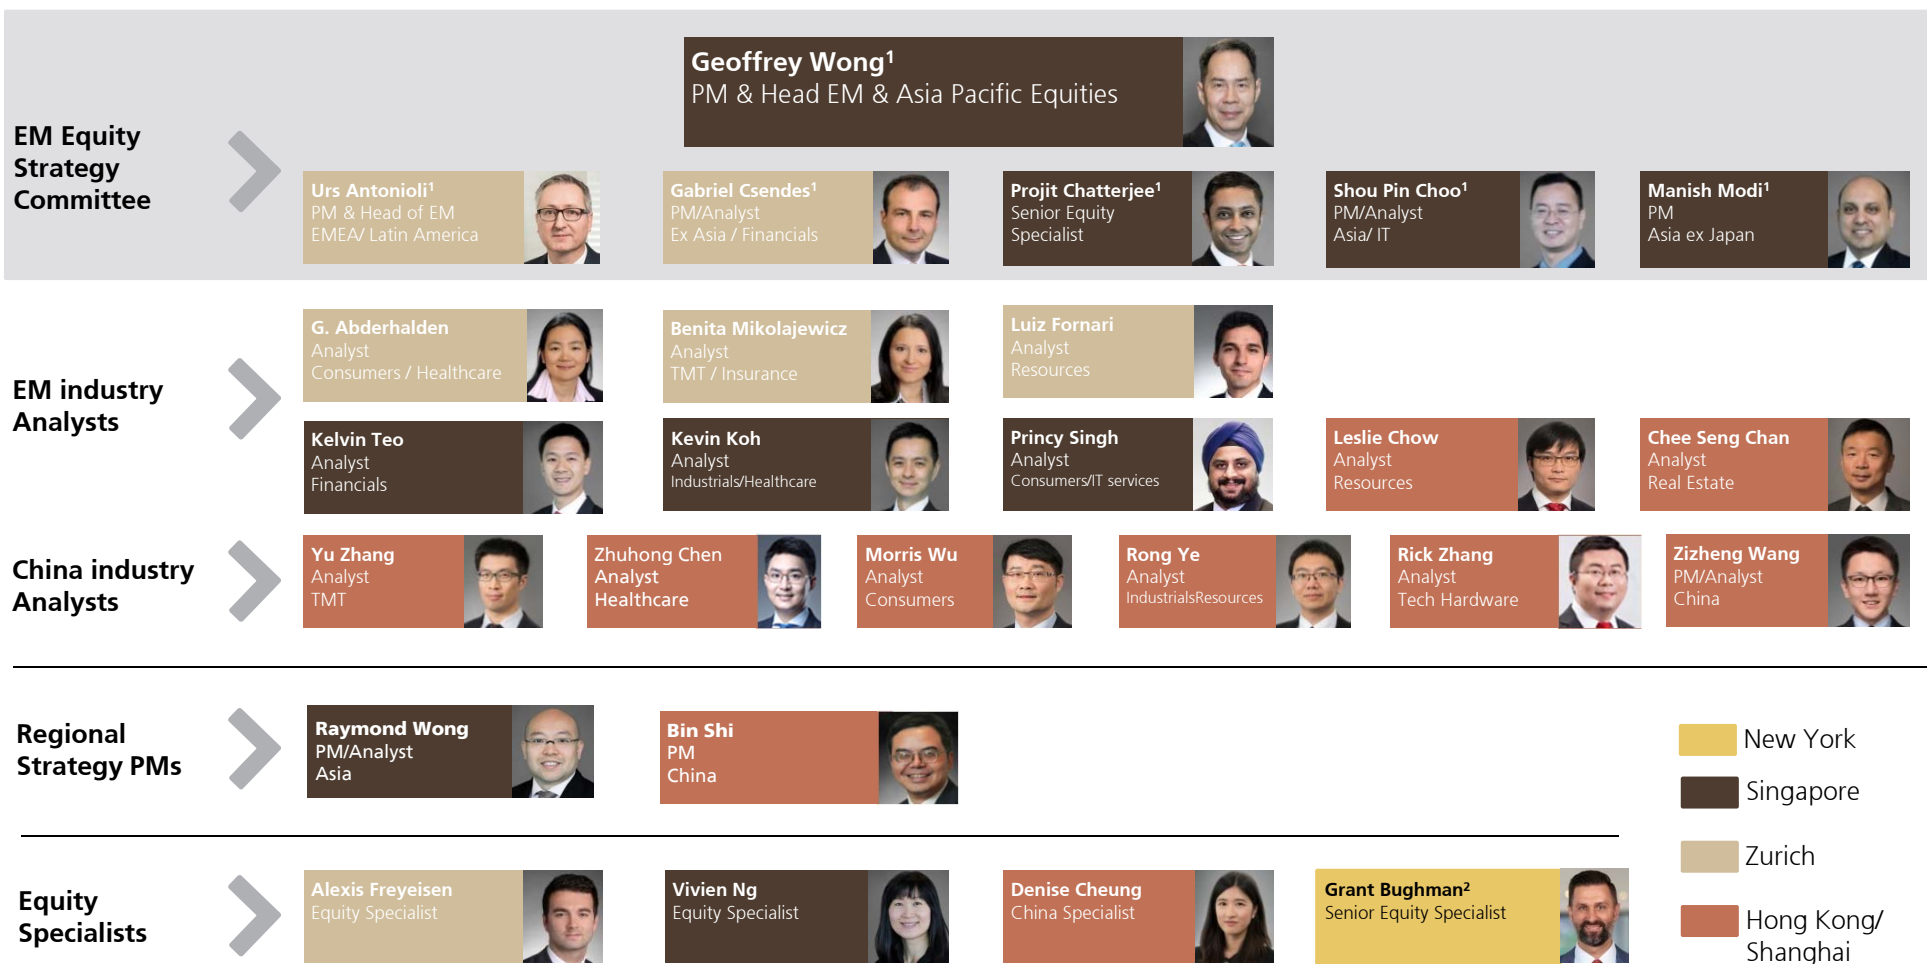 Geoffrey Wong1
PM & Head EM & Asia Pacific Equities
EM Equity
Strategy
Committee
Urs Antonioli1
PM & Head of EM
EMEA/ Latin America
Gabriel Csendes1
PM/Analyst
Ex Asia / Financials
Projit Chatterjee1
Senior Equity
Specialist
Shou Pin Choo1
PM/Analyst
Asia/ IT
Manish Modi1
PM
Asia ex Japan
EM industry
Analysts
G. Abderhalden
Analyst
Consumers / Healthcare
Benita Mikolajewicz
Analyst
TMT / Insurance
Luiz Fornari
Analyst
Resources
Kelvin Teo
Analyst
Financials
Kevin Koh
Analyst
Industrials/Healthcare
Princy Singh
Analyst
Consumers/IT services
Leslie Chow
Analyst
Resources
Chee Seng Chan
Analyst
Real Estate
China industry
Analysts
Yu Zhang
Analyst
TMT
Zhuhong Chen
Analyst
Healthcare
Morris Wu
Analyst
Consumers
Rong Ye
Analyst
IndustrialsResources
Rick Zhang
Analyst
Tech Hardware
Zizheng Wang
PM/Analyst
China
Regional
Strategy PMs
Raymond Wong
PM/Analyst
Asia
Bin Shi
PM
China
New York
Singapore
Zurich
Hong Kong/
Shanghai
Equity
Specialists
Alexis Freyeisen
Equity Specialist
Vivien Ng
Equity Specialist
Denise Cheung
China Specialist
Grant Bughman2
Senior Equity Specialist